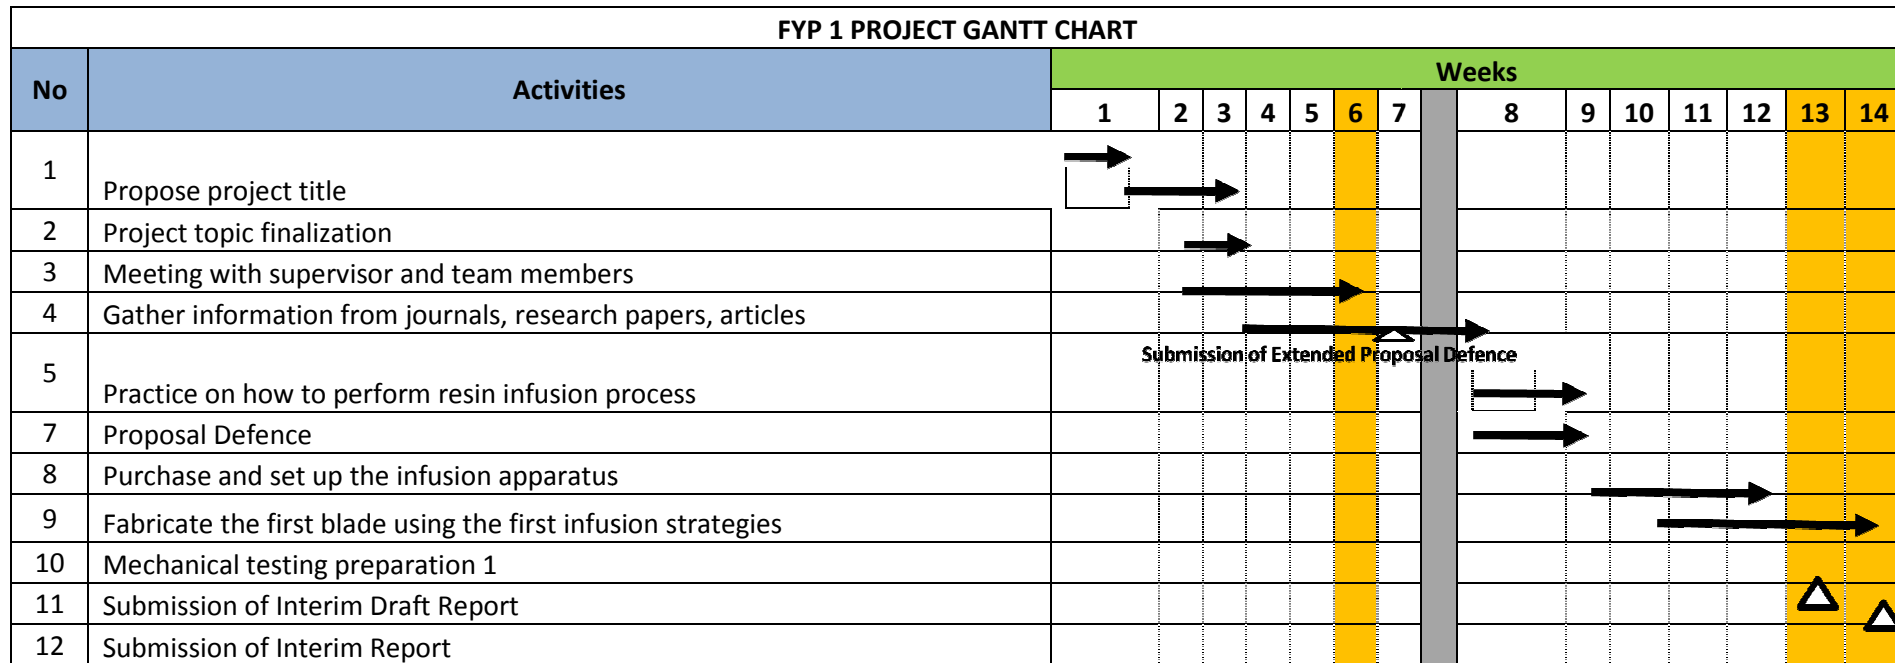 FYP 1 PROJECT GANTT CHART
No Activities Weeks
1 2 3 4 5 6 7 8 9 10 11 12 13 14
1 Propose project title
2 Project topic finalization
3 Meeting with supervisor and team members
4 Gather information from journals, research papers, articles
Submission of Extended Proposal Defence
5 Practice on how to perform resin infusion process
7 Proposal Defence
8 Purchase and set up the infusion apparatus
9 Fabricate the first blade using the first infusion strategies
10 Mechanical testing preparation 1
11 Submission of Interim Draft Report
12 Submission of Interim Report